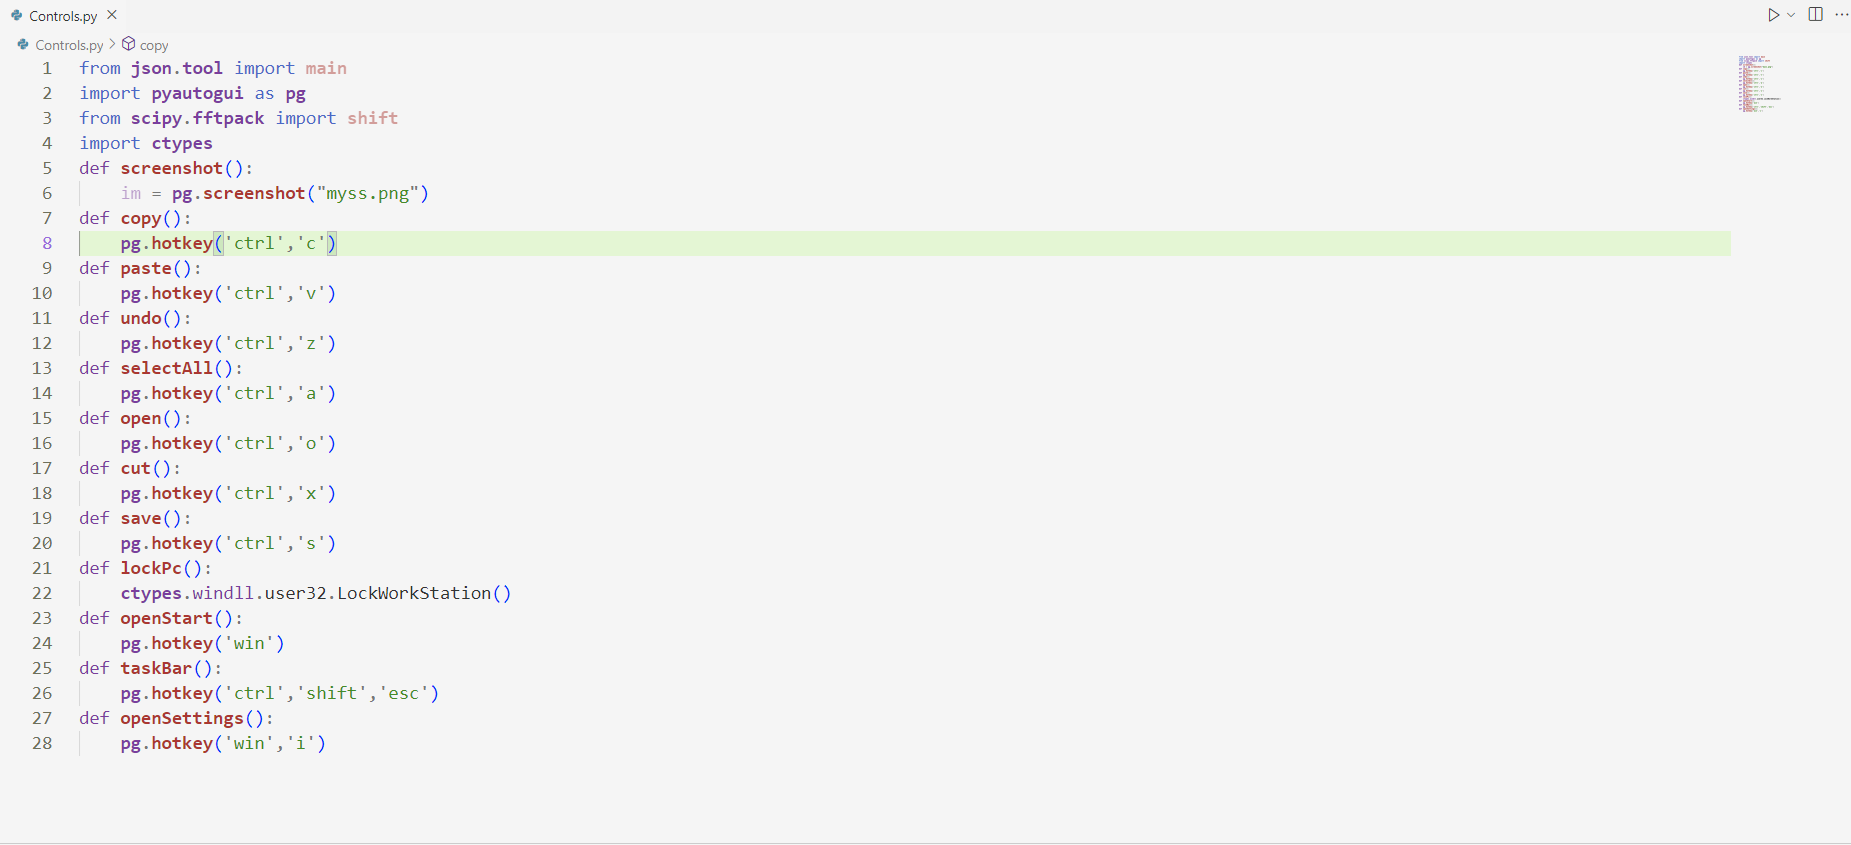 Controls.py
Controls.py > copy
1 from json.tool import main
2 import pyautogui as pg
3 from scipy.fftpack import shift
4 import ctypes
5 def screenshot():
6     im = pg.screenshot("myss.png")
7 def copy():
8     pg.hotkey('ctrl','c')
9 def paste():
10     pg.hotkey('ctrl','v')
11 def undo():
12     pg.hotkey('ctrl','z')
13 def selectAll():
14     pg.hotkey('ctrl','a')
15 def open():
16     pg.hotkey('ctrl','o')
17 def cut():
18     pg.hotkey('ctrl','x')
19 def save():
20     pg.hotkey('ctrl','s')
21 def lockPc():
22     ctypes.windll.user32.LockWorkStation()
23 def openStart():
24     pg.hotkey('win')
25 def taskBar():
26     pg.hotkey('ctrl','shift','esc')
27 def openSettings():
28     pg.hotkey('win','i')